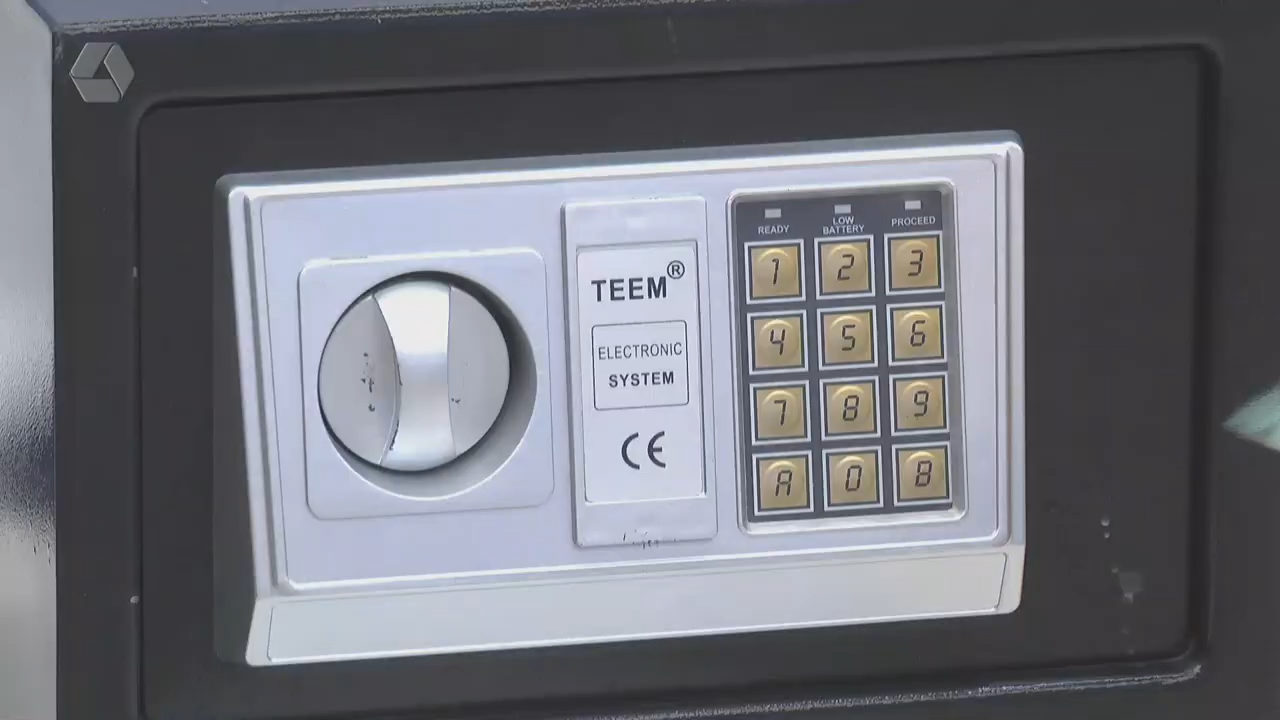 TEEM®
ELECTRONIC
SYSTEM
CE
READY
LOW
BATTERY
PROCEED
1 2 3
4 5 6
7 8 9
A 0 B